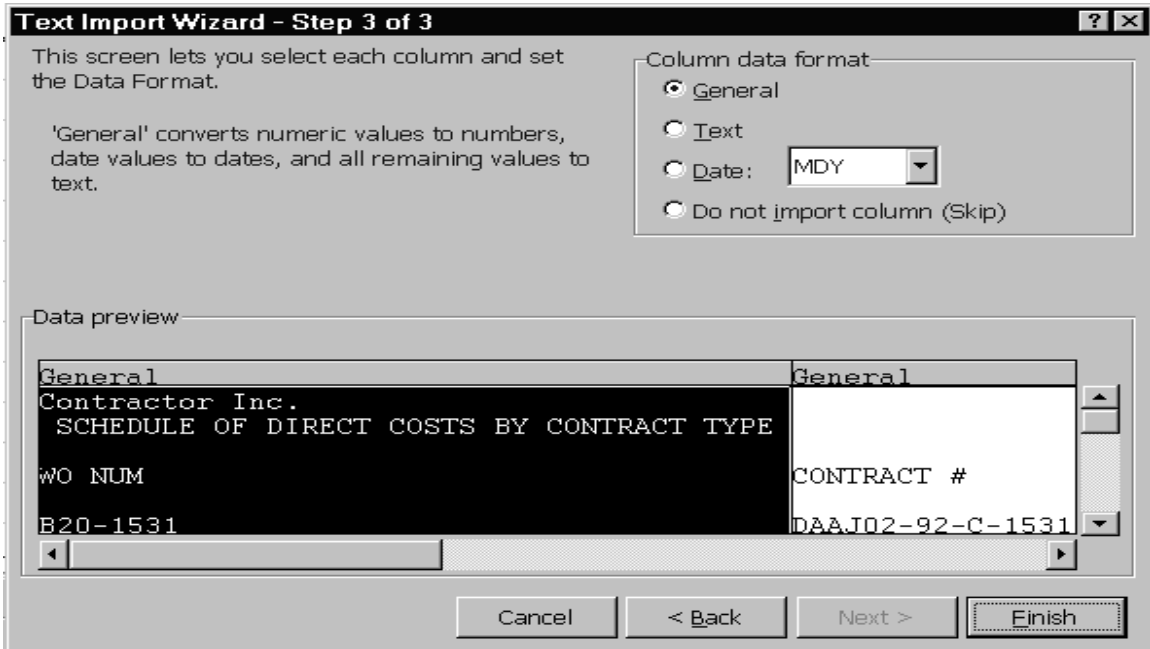 Text Import Wizard - Step 3 of 3
? ×
This screen lets you select each column and set
the Data Format.
'General' converts numeric values to numbers,
date values to dates, and all remaining values to
text.
Column data format
General
Text
Date: MDY
Do not import column (Skip)
Data preview
General General
Contractor Inc.
SCHEDULE OF DIRECT COSTS BY CONTRACT TYPE
WO NUM CONTRACT #
B20-1531 DAAJ02-92-C-1531
Cancel < Back Next > Finish